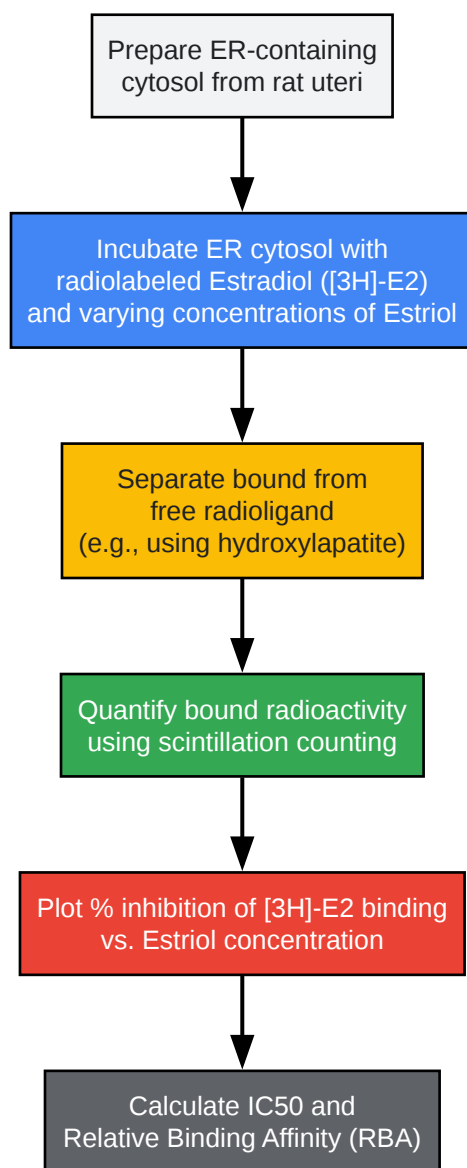 Prepare ER-containing
cytosol from rat uteri
Incubate ER cytosol with
radiolabeled Estradiol ([3H]-E2)
and varying concentrations of Estriol
Separate bound from
free radioligand
(e.g., using hydroxylapatite)
Quantify bound radioactivity
using scintillation counting
Plot % inhibition of [3H]-E2 binding
vs. Estriol concentration
Calculate IC50 and
Relative Binding Affinity (RBA)